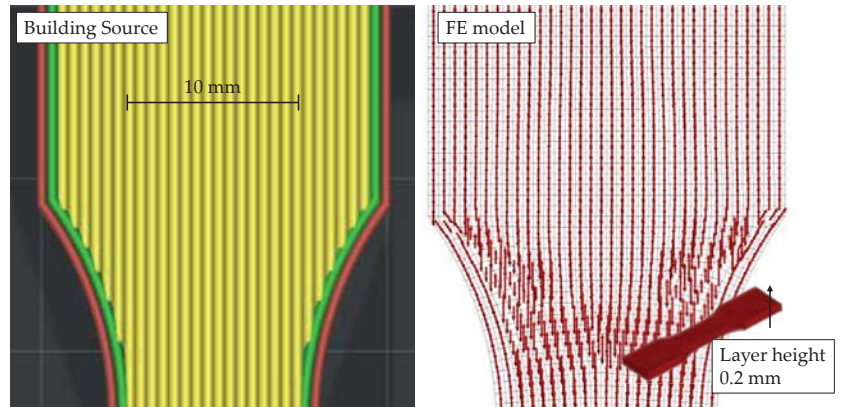 Building Source
10 mm
FE model
Layer height
0.2 mm